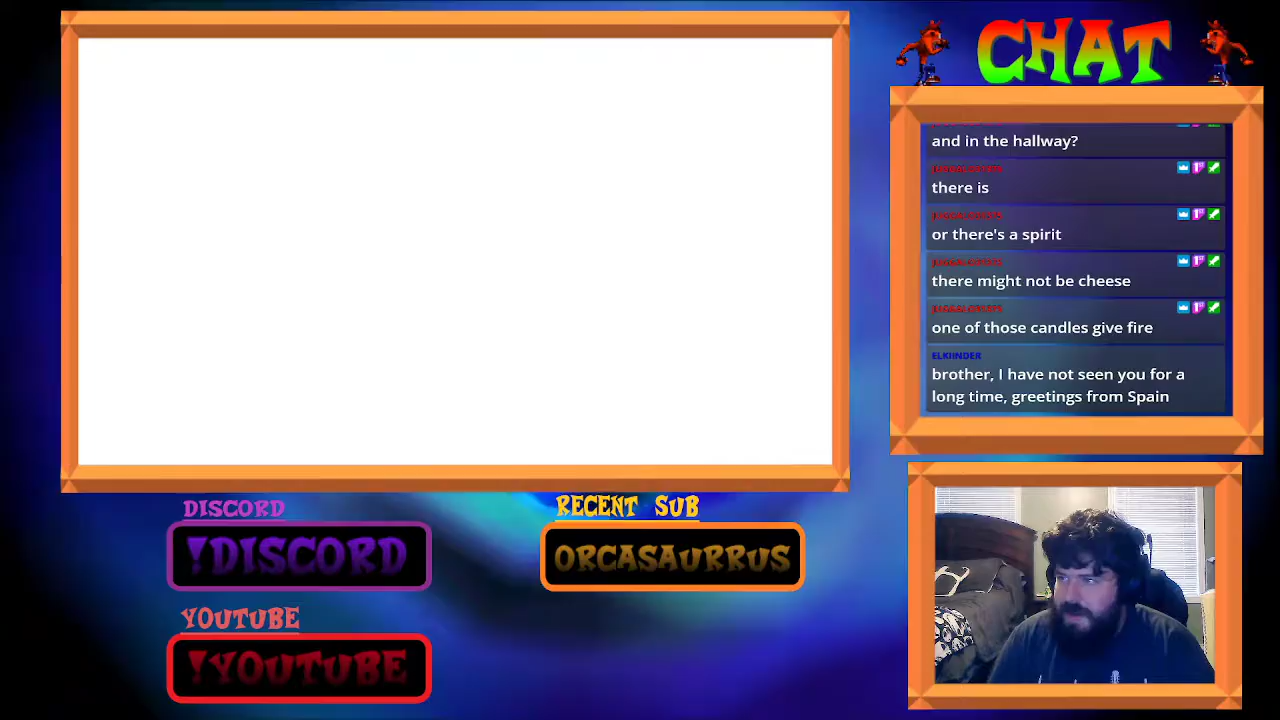 CHAT
and in the hallway?
there is
or there's a spirit
there might not be cheese
one of those candles give fire
ELKIINDER
brother, I have not seen you for a
long time, greetings from Spain
DISCORD
!DISCORD
RECENT SUB
ORCASAURRUS
YOUTUBE
!YOUTUBE